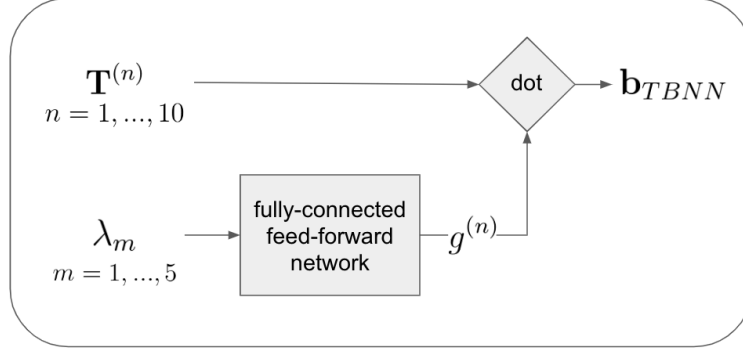 T^(n)
n = 1, ..., 10
dot
b_TBNN
λ_m
m = 1, ..., 5
fully-connected
feed-forward
network
g^(n)